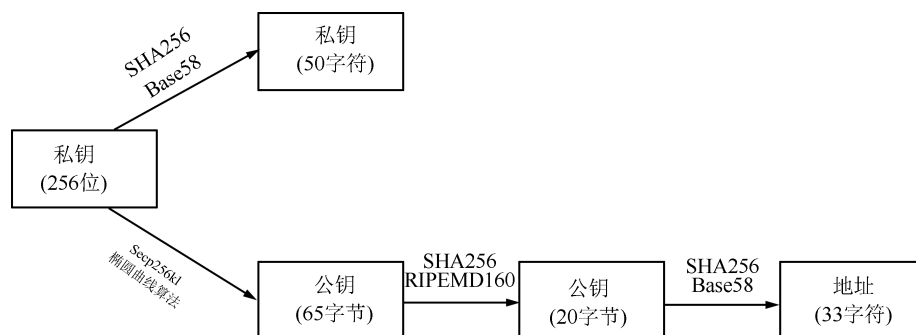 私钥
(50字符)
SHA256
Base58
私钥
(256位)
Secp256kl
椭圆曲线算法
公钥
(65字节)
SHA256
RIPEMD160
公钥
(20字节)
SHA256
Base58
地址
(33字符)